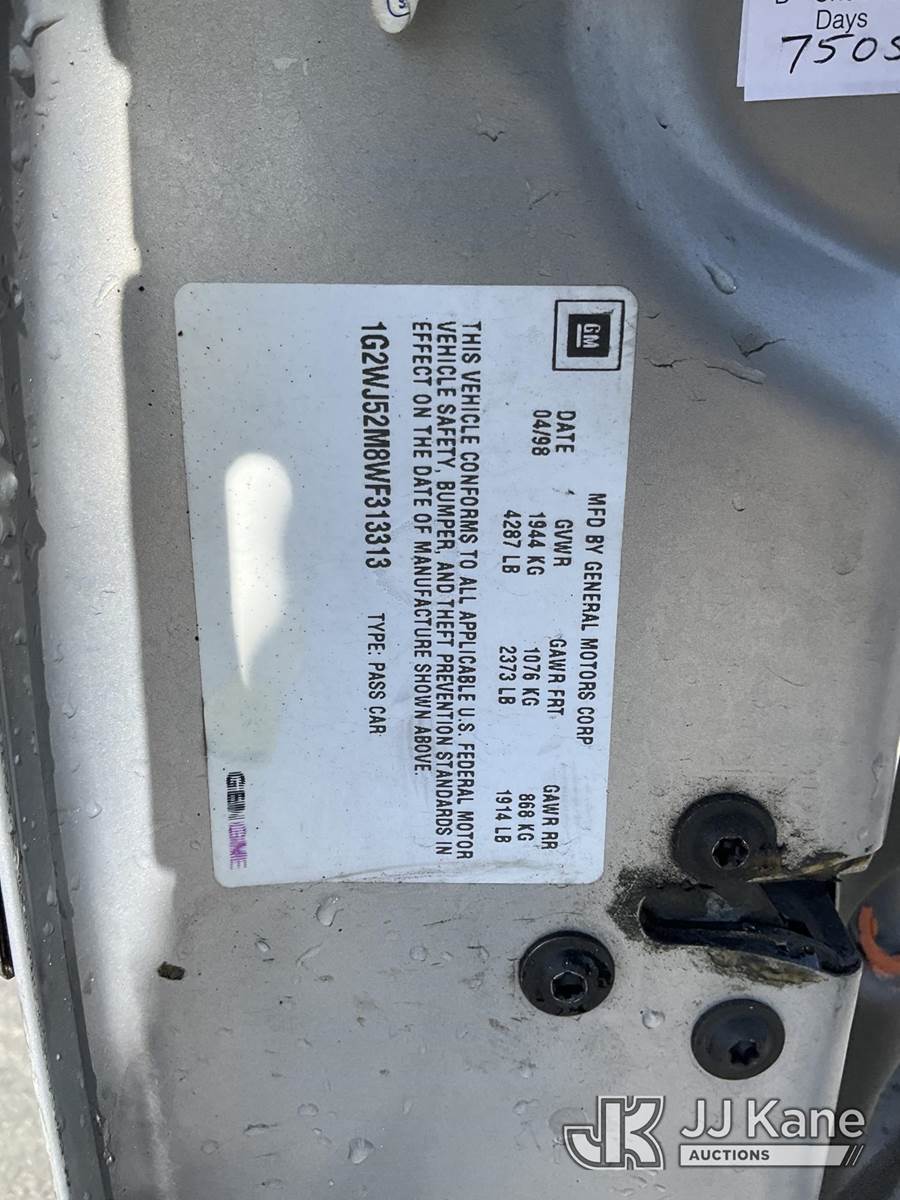 Days
7505
GM
MFD BY GENERAL MOTORS CORP
DATE GVWR GAWR FRT GAWR RR
04/98 1944 KG 1076 KG 868 KG
4287 LB 2373 LB 1914 LB
THIS VEHICLE CONFORMS TO ALL APPLICABLE U.S. FEDERAL MOTOR
VEHICLE SAFETY, BUMPER, AND THEFT PREVENTION STANDARDS IN
EFFECT ON THE DATE OF MANUFACTURE SHOWN ABOVE.
1G2WJ52M8WF313313 TYPE: PASS CAR
JK JJ Kane
AUCTIONS